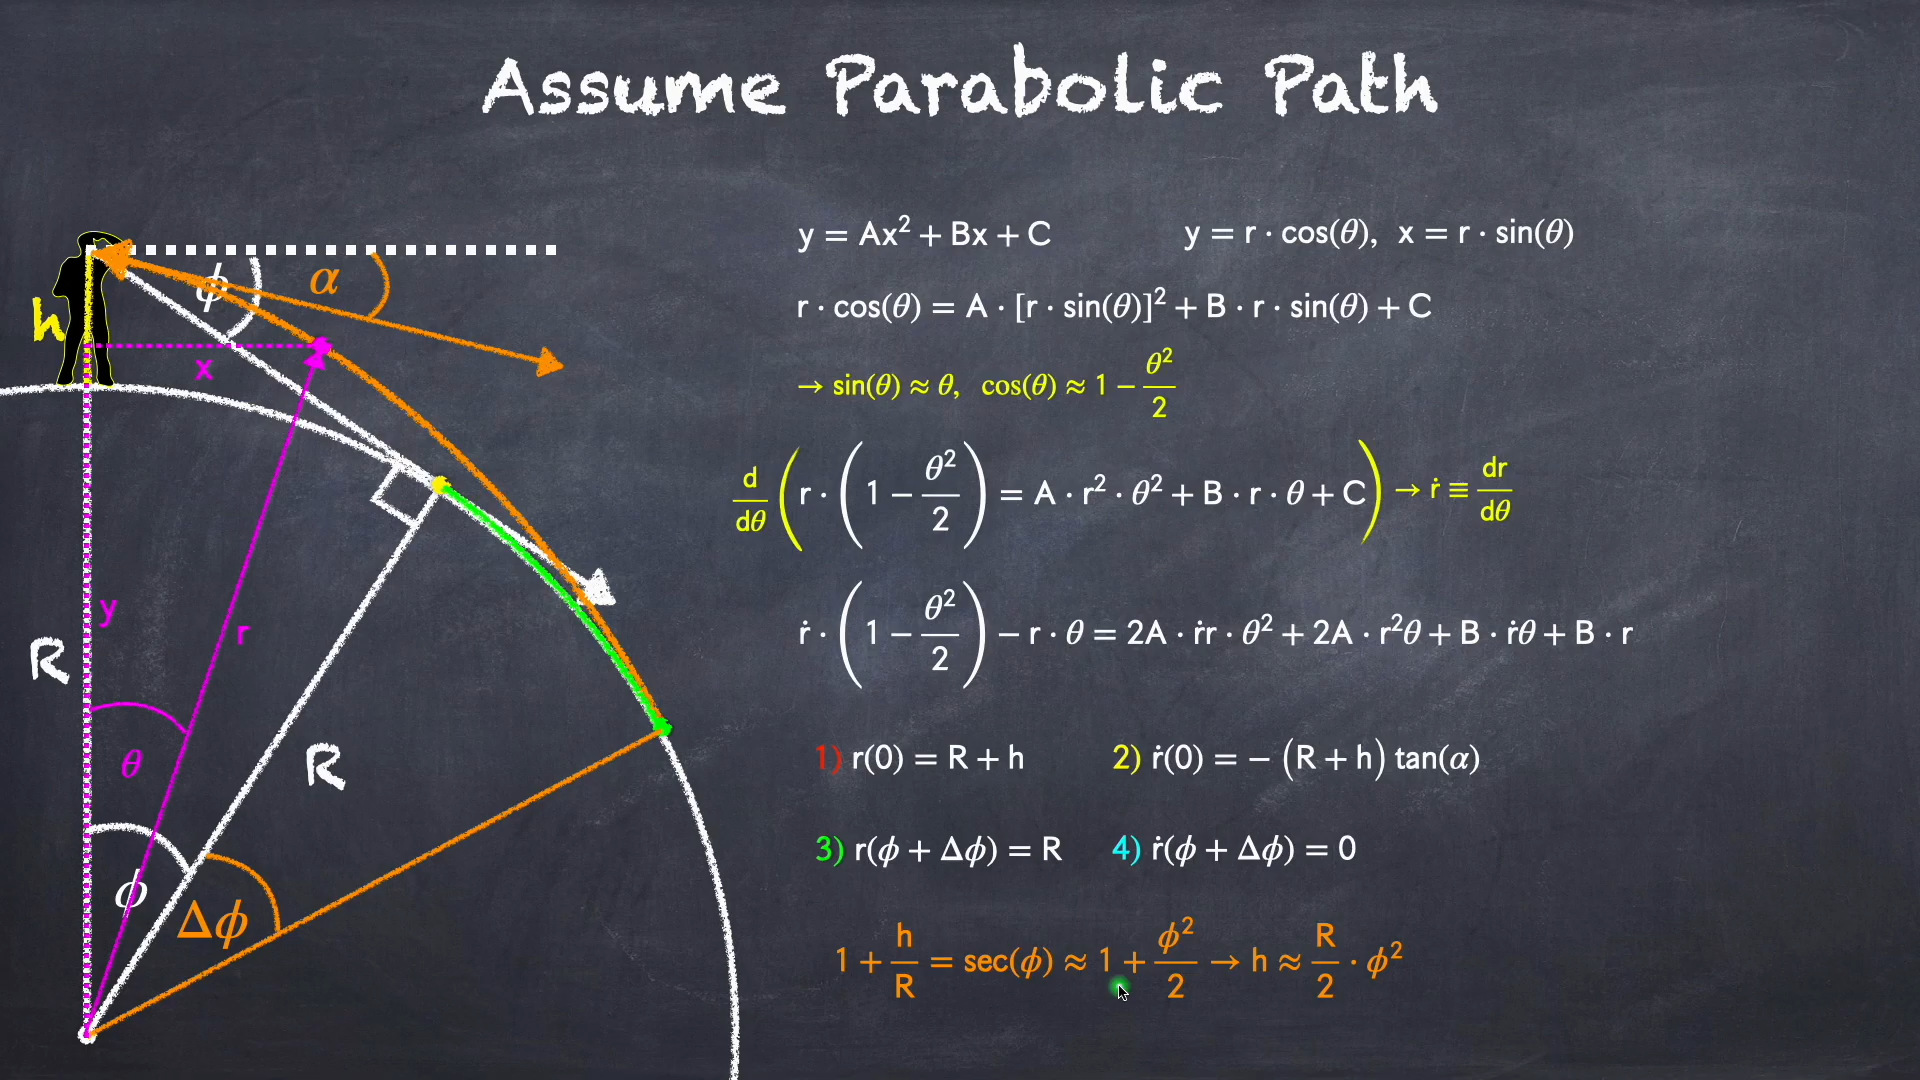 Assume Parabolic Path
y = Ax² + Bx + C
y = r · cos(θ), x = r · sin(θ)
r · cos(θ) = A · [r · sin(θ)]² + B · r · sin(θ) + C
→ sin(θ) ≈ θ, cos(θ) ≈ 1 − θ²/2
d/dθ (r · (1 − θ²/2) = A · r² · θ² + B · r · θ + C) → ṙ ≡ dr/dθ
ṙ · (1 − θ²/2) − r · θ = 2A · ṙr · θ² + 2A · r²θ + B · ṙθ + B · r
1) r(0) = R + h
2) ṙ(0) = − (R + h) tan(α)
3) r(ϕ + Δϕ) = R
4) ṙ(ϕ + Δϕ) = 0
1 + h/R = sec(ϕ) ≈ 1 + ϕ²/2 → h ≈ R/2 · ϕ²
ϕ
α
h
x
y
r
R
θ
R
ϕ
Δϕ